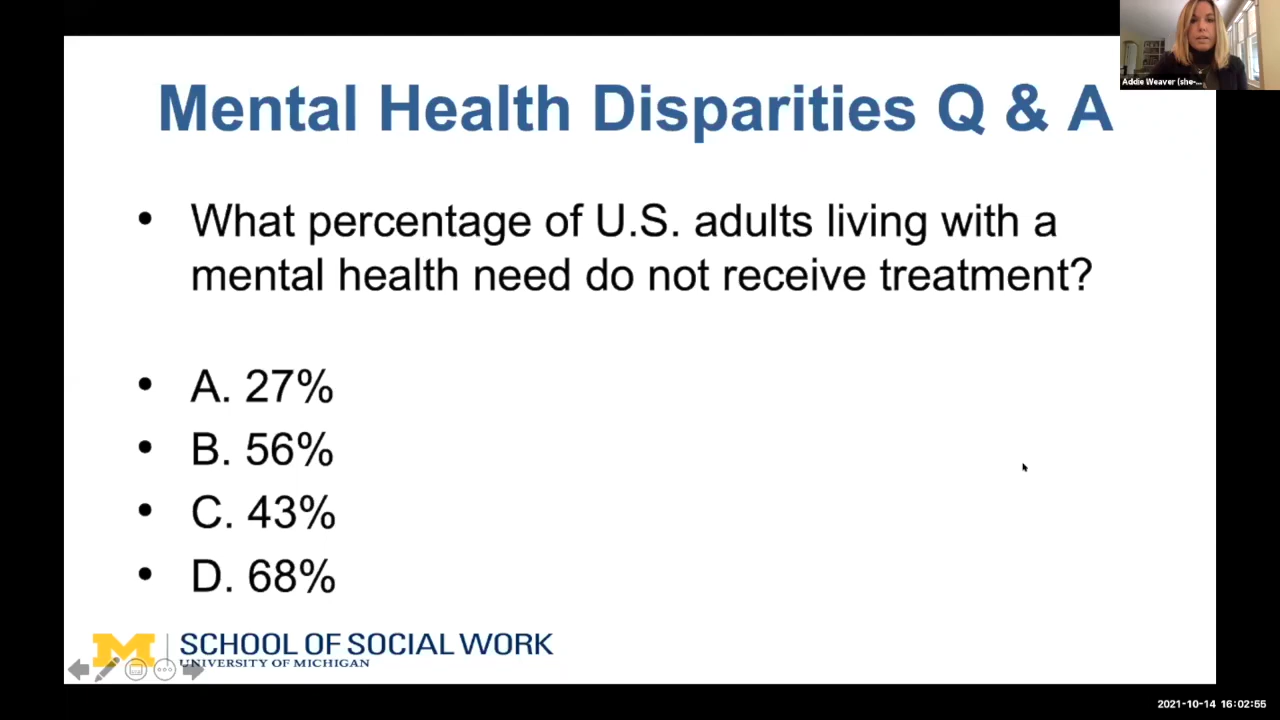 Mental Health Disparities Q & A
Addie Weaver (she-...
• What percentage of U.S. adults living with a
mental health need do not receive treatment?
• A. 27%
• B. 56%
• C. 43%
• D. 68%
M | SCHOOL OF SOCIAL WORK
UNIVERSITY OF MICHIGAN
2021-10-14 16:02:55